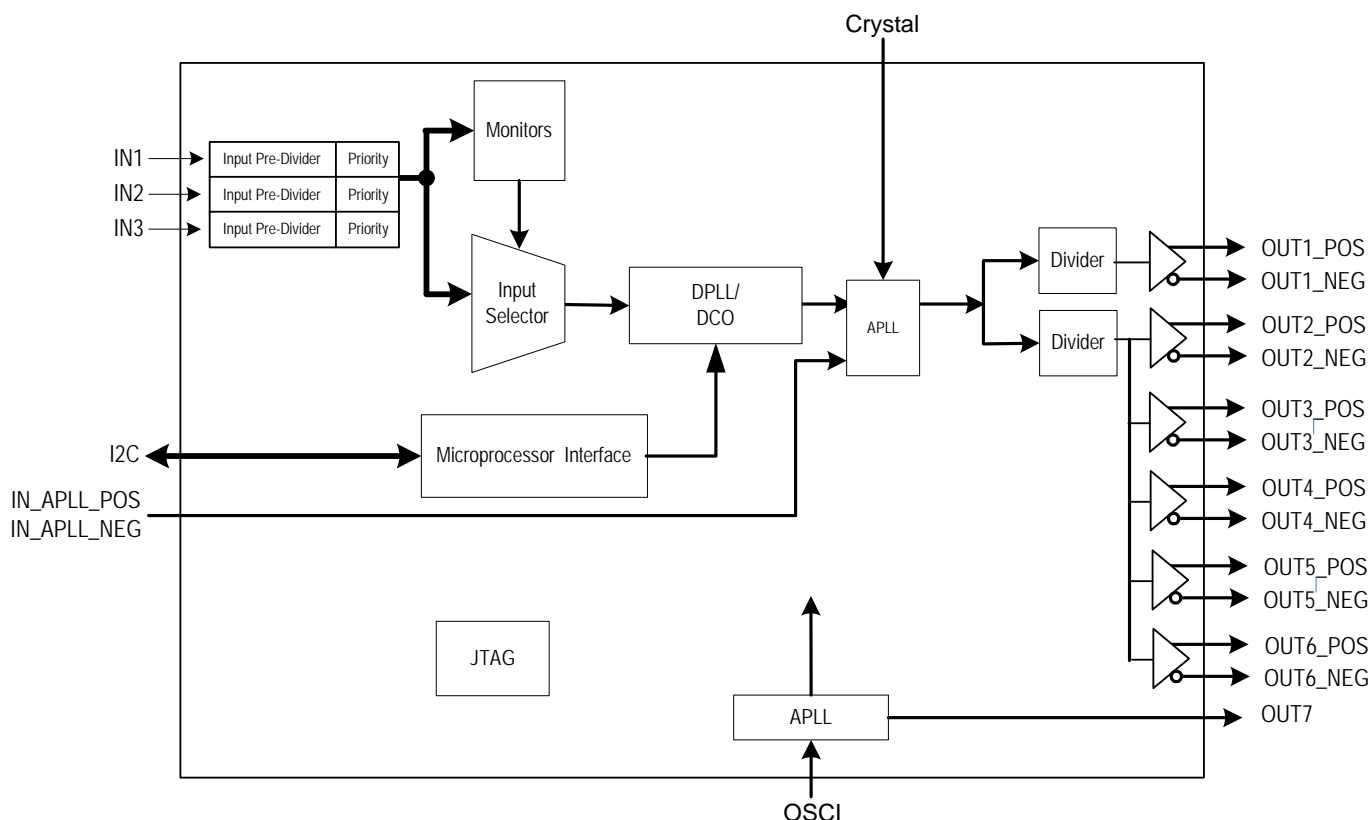 Crystal
Monitors
IN1
Input Pre-Divider
Priority
IN2
Input Pre-Divider
Priority
IN3
Input Pre-Divider
Priority
Input
Selector
DPLL/
DCO
APLL
Divider
Divider
OUT1_POS
OUT1_NEG
OUT2_POS
OUT2_NEG
OUT3_POS
OUT3_NEG
OUT4_POS
OUT4_NEG
OUT5_POS
OUT5_NEG
OUT6_POS
OUT6_NEG
OUT7
I2C
Microprocessor Interface
IN_APLL_POS
IN_APLL_NEG
JTAG
APLL
OSCI